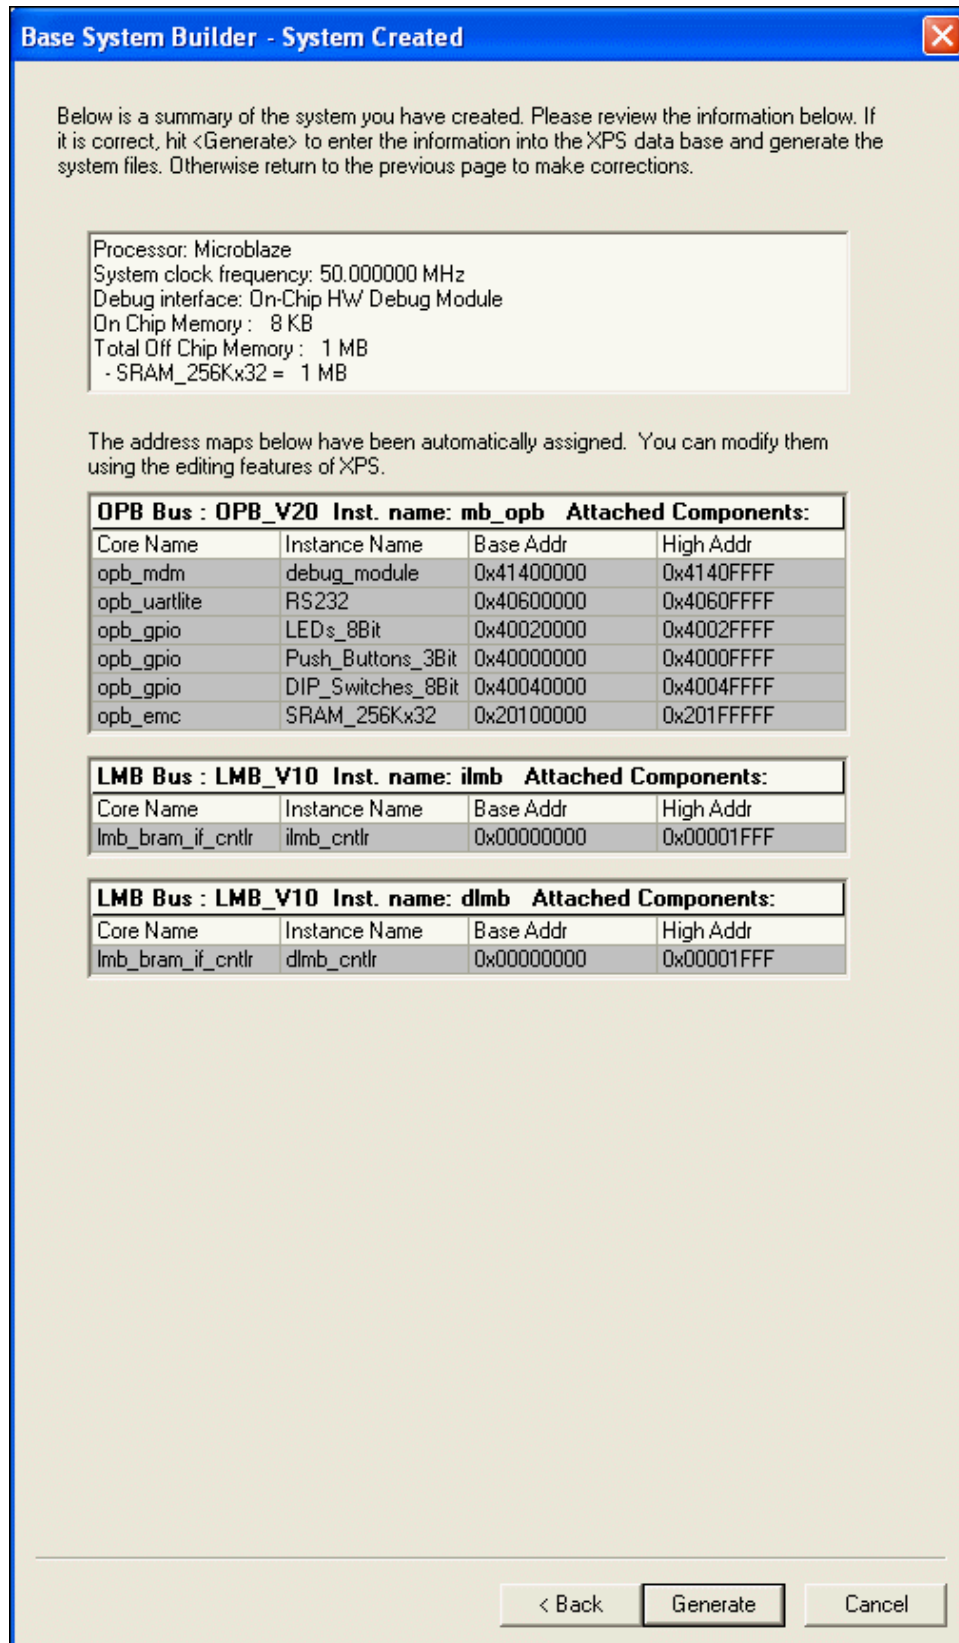 Base System Builder - System Created
Below is a summary of the system you have created. Please review the information below. If
it is correct, hit <Generate> to enter the information into the XPS data base and generate the
system files. Otherwise return to the previous page to make corrections.
Processor: Microblaze
System clock frequency: 50.000000 MHz
Debug interface: On-Chip HW Debug Module
On Chip Memory :   8 KB
Total Off Chip Memory :   1 MB
- SRAM_256Kx32 =   1 MB
The address maps below have been automatically assigned.  You can modify them
using the editing features of XPS.
OPB Bus : OPB_V20  Inst. name: mb_opb   Attached Components:
Core Name Instance Name Base Addr High Addr
opb_mdm debug_module 0x41400000 0x4140FFFF
opb_uartlite RS232 0x40600000 0x4060FFFF
opb_gpio LEDs_8Bit 0x40020000 0x4002FFFF
opb_gpio Push_Buttons_3Bit 0x40000000 0x4000FFFF
opb_gpio DIP_Switches_8Bit 0x40040000 0x4004FFFF
opb_emc SRAM_256Kx32 0x20100000 0x201FFFFF
LMB Bus : LMB_V10  Inst. name: ilmb   Attached Components:
Core Name Instance Name Base Addr High Addr
lmb_bram_if_cntlr ilmb_cntlr 0x00000000 0x00001FFF
LMB Bus : LMB_V10  Inst. name: dlmb   Attached Components:
Core Name Instance Name Base Addr High Addr
lmb_bram_if_cntlr dlmb_cntlr 0x00000000 0x00001FFF
< Back Generate Cancel